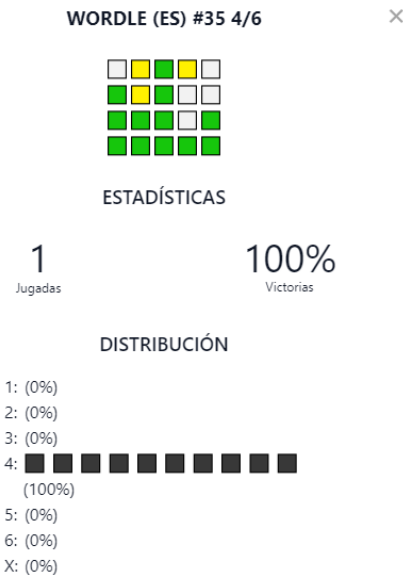 WORDLE (ES) #35 4/6
×
ESTADÍSTICAS
1
Jugadas
100%
Victorias
DISTRIBUCIÓN
1: (0%)
2: (0%)
3: (0%)
4:
(100%)
5: (0%)
6: (0%)
X: (0%)